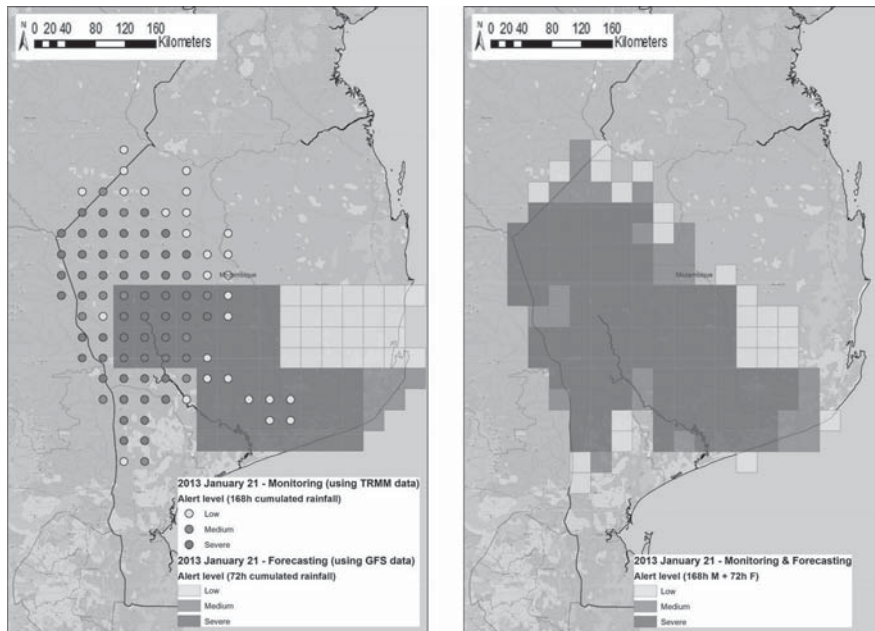 N
0 20 40 80 120 160
Kilometers
Mozambique
2013 January 21 - Monitoring (using TRMM data)
Alert level (168h cumulated rainfall)
Low
Medium
Severe
2013 January 21 - Forecasting (using GFS data)
Alert level (72h cumulated rainfall)
Low
Medium
Severe
N
0 20 40 80 120 160
Kilometers
Mozambique
2013 January 21 - Monitoring & Forecasting
Alert level (168h M + 72h F)
Low
Medium
Severe